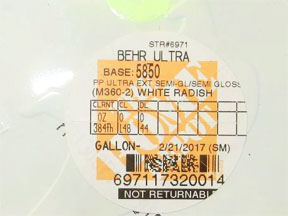 STR#6971
BEHR ULTRA
BASE: 5850
PP ULTRA EXT SEMI-GL/SEMI GLOSS
(M360-2) WHITE RADISH
CLRNT CL DL
OZ 0 0
384th 148 44
GALLON- 2/21/2017 (SM)
697117320014
NOT RETURNABLE